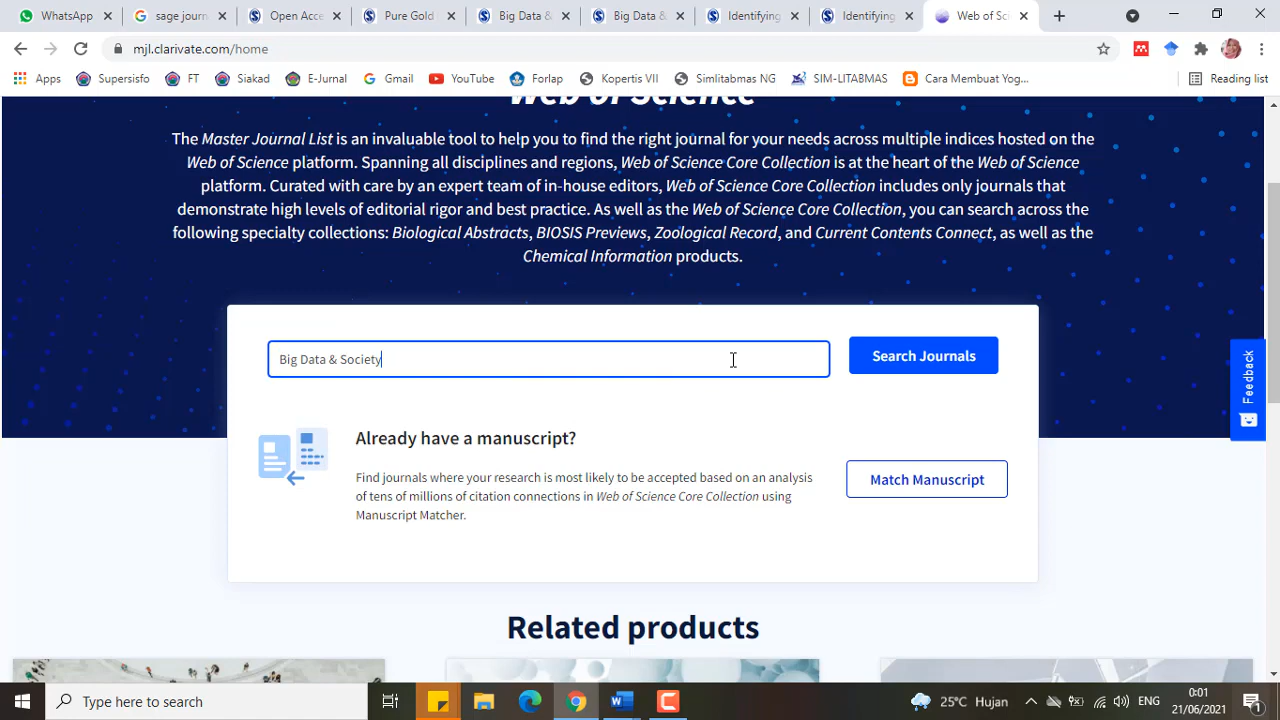 WhatsApp
sage journ
Open Acce
Pure Gold
Big Data &
Big Data &
Identifying
Identifying
Web of Sci
mjl.clarivate.com/home
Apps
Supersisfo
FT
Siakad
E-Jurnal
Gmail
YouTube
Forlap
Kopertis VII
Simlitabmas NG
SIM-LITABMAS
Cara Membuat Yog...
Reading list
Web of Science
The Master Journal List is an invaluable tool to help you to find the right journal for your needs across multiple indices hosted on the
Web of Science platform. Spanning all disciplines and regions, Web of Science Core Collection is at the heart of the Web of Science
platform. Curated with care by an expert team of in-house editors, Web of Science Core Collection includes only journals that
demonstrate high levels of editorial rigor and best practice. As well as the Web of Science Core Collection, you can search across the
following specialty collections: Biological Abstracts, BIOSIS Previews, Zoological Record, and Current Contents Connect, as well as the
Chemical Information products.
Big Data & Society
Search Journals
Feedback
Already have a manuscript?
Find journals where your research is most likely to be accepted based on an analysis
of tens of millions of citation connections in Web of Science Core Collection using
Manuscript Matcher.
Match Manuscript
Related products
Type here to search
25°C Hujan
ENG
0:01
21/06/2021
1